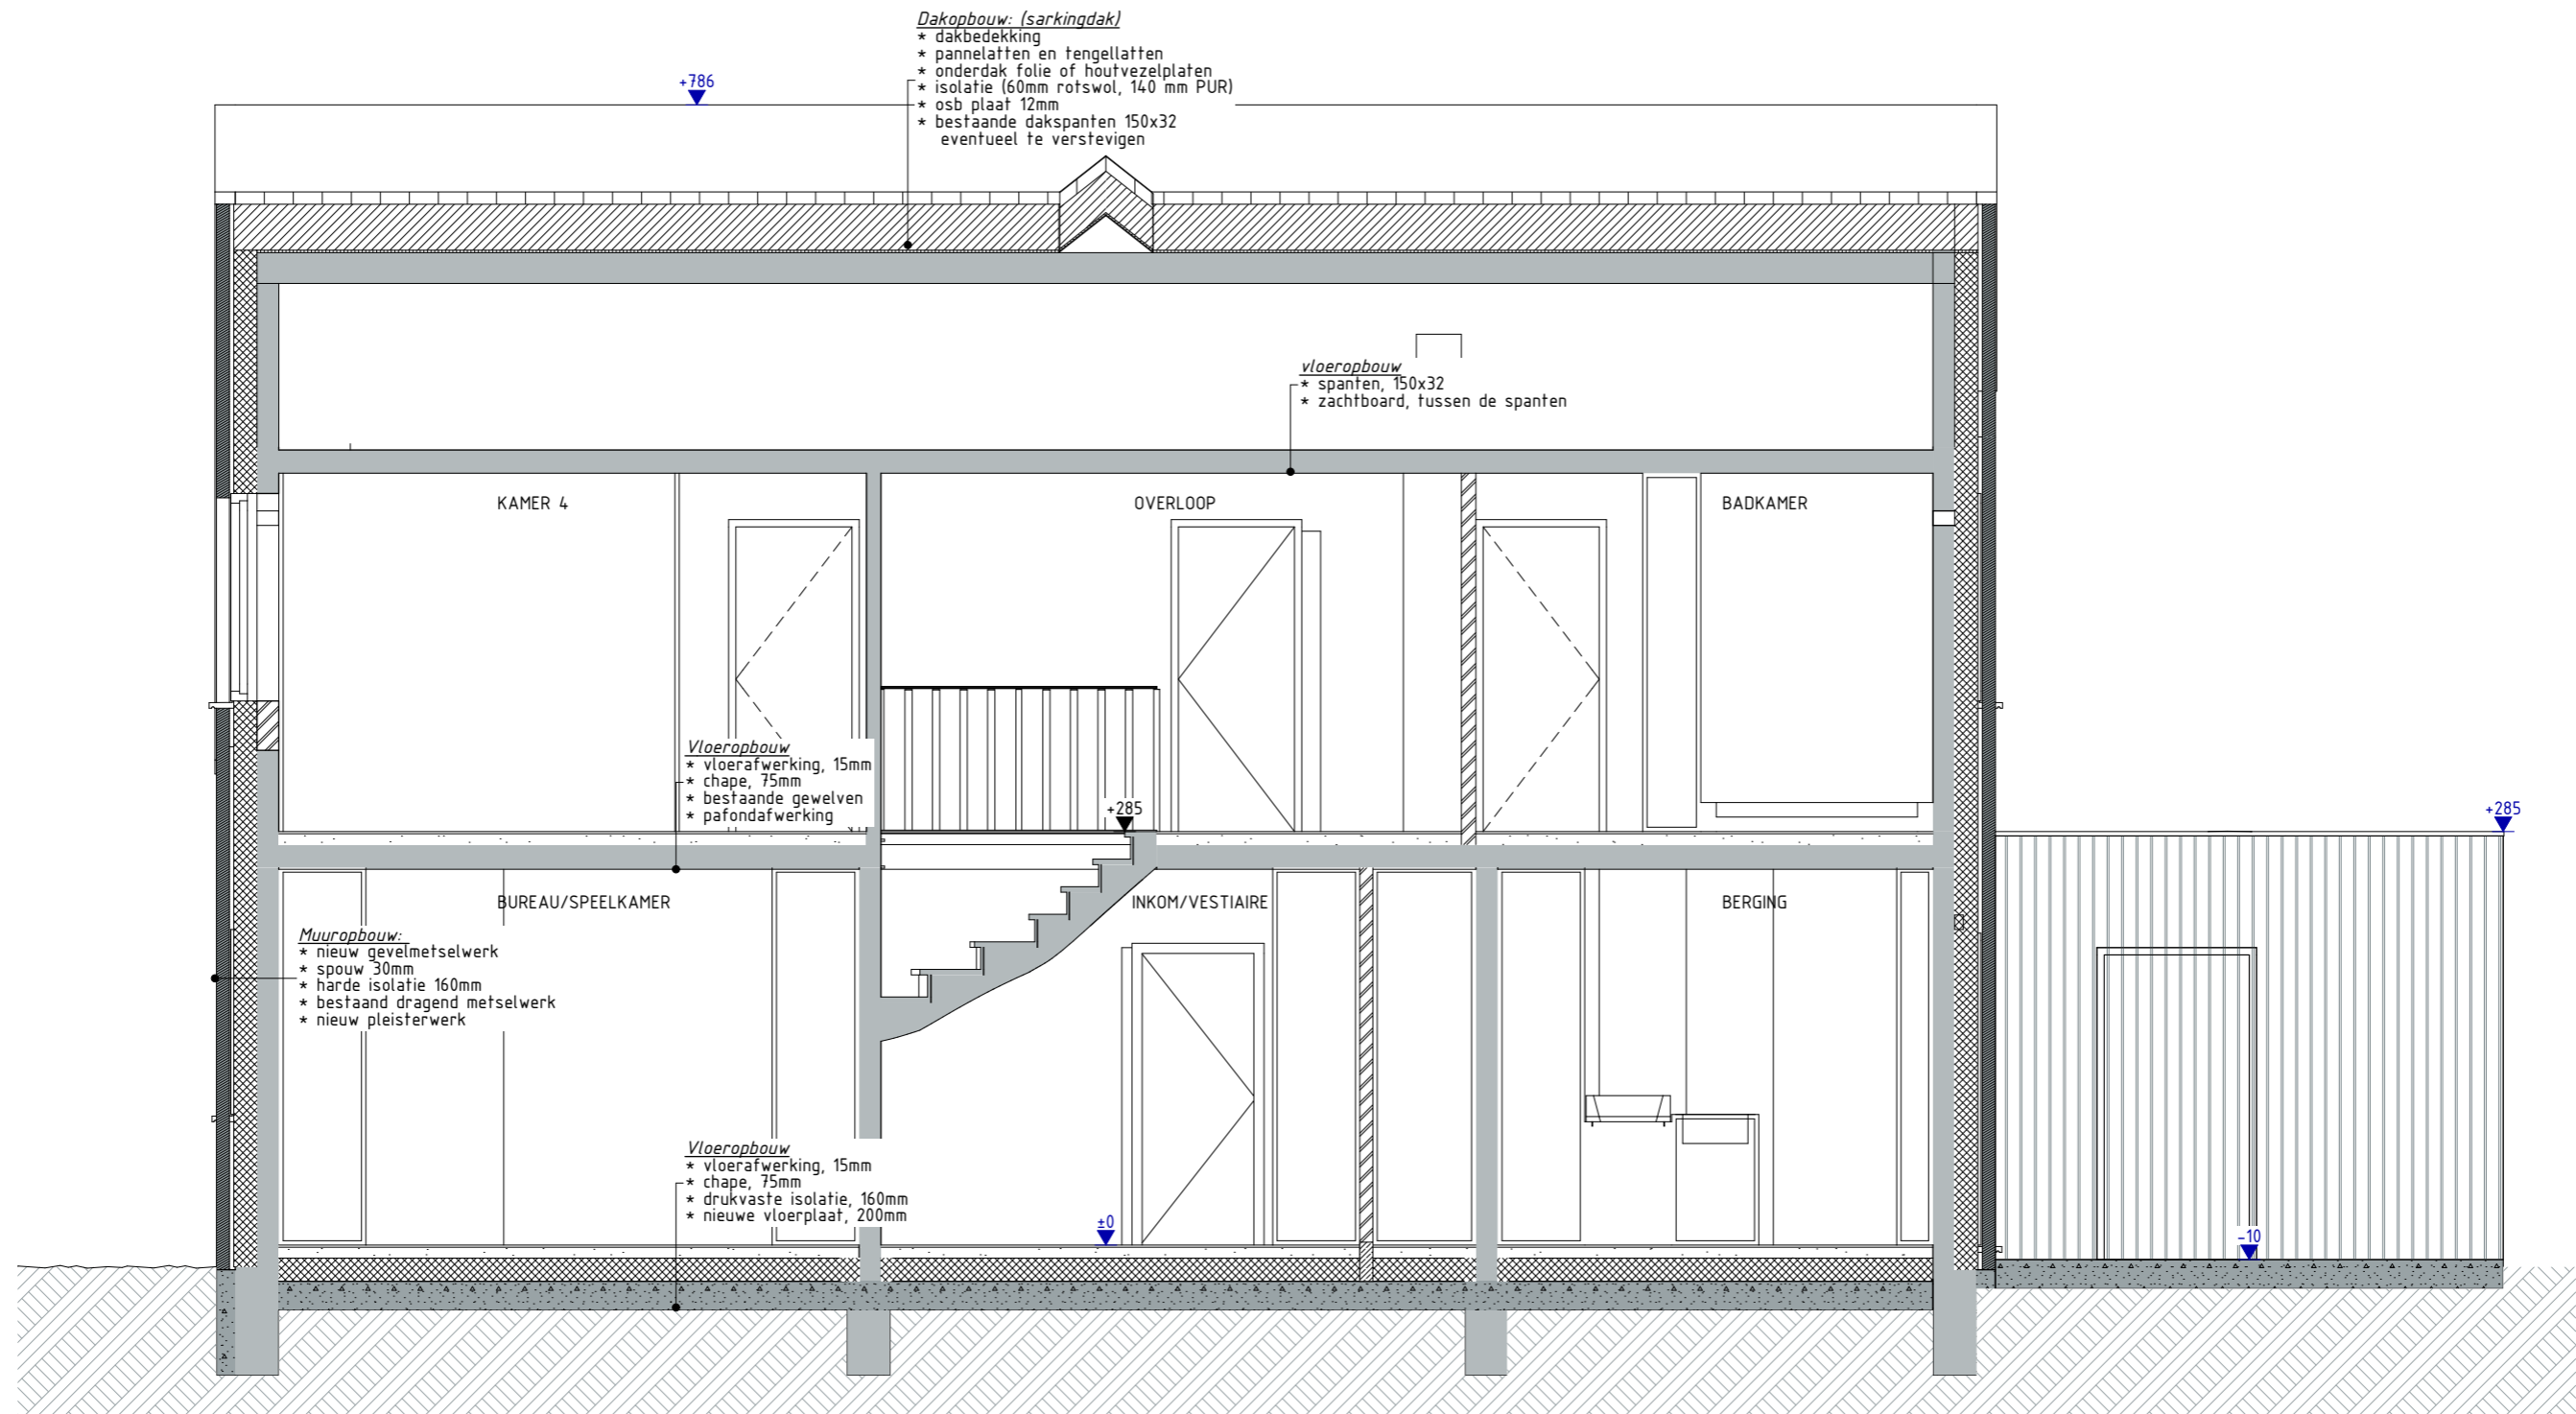 Dakopbouw: (sarkingdak)
* dakbedekking
* pannelatten en tengellatten
* onderdak folie of houtvezelplaten
* isolatie (60mm rotswol, 140 mm PUR)
* osb plaat 12mm
* bestaande dakspanten 150x32
eventueel te verstevigen
+786
vloeropbouw
* spanten, 150x32
* zachtboard, tussen de spanten
KAMER 4
OVERLOOP
BADKAMER
Vloeropbouw
* vloerafwerking, 15mm
* chape, 75mm
* bestaande gewelven
* pafondafwerking
+285
+285
BUREAU/SPEELKAMER
INKOM/VESTIAIRE
BERGING
Muuropbouw:
* nieuw gevelmetselwerk
* spouw 30mm
* harde isolatie 160mm
* bestaand dragend metselwerk
* nieuw pleisterwerk
Vloeropbouw
* vloerafwerking, 15mm
* chape, 75mm
* drukvaste isolatie, 160mm
* nieuwe vloerplaat, 200mm
±0
-10